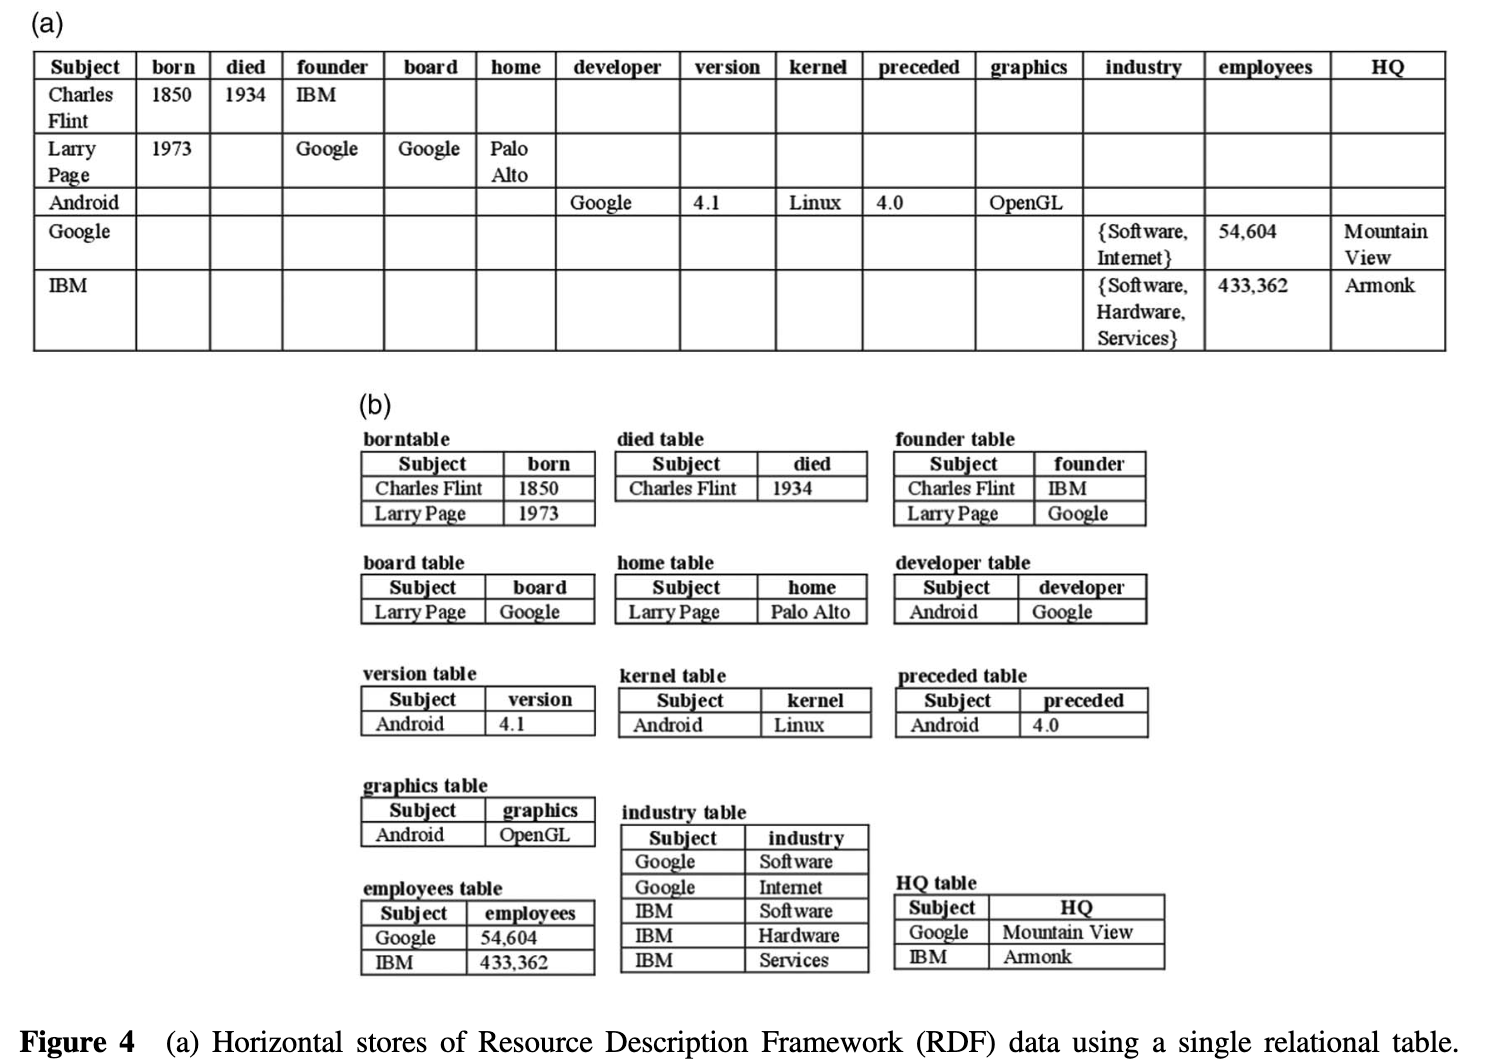 (a)
Subject born died founder board home developer version kernel preceded graphics industry employees HQ
Charles Flint 1850 1934 IBM
Larry Page 1973 Google Google Palo Alto
Android Google 4.1 Linux 4.0 OpenGL
Google {Software, Internet} 54,604 Mountain View
IBM {Software, Hardware, Services} 433,362 Armonk
(b)
borntable
Subject born
Charles Flint 1850
Larry Page 1973
died table
Subject died
Charles Flint 1934
founder table
Subject founder
Charles Flint IBM
Larry Page Google
board table
Subject board
Larry Page Google
home table
Subject home
Larry Page Palo Alto
developer table
Subject developer
Android Google
version table
Subject version
Android 4.1
kernel table
Subject kernel
Android Linux
preceded table
Subject preceded
Android 4.0
graphics table
Subject graphics
Android OpenGL
industry table
Subject industry
Google Software
Google Internet
IBM Software
IBM Hardware
IBM Services
employees table
Subject employees
Google 54,604
IBM 433,362
HQ table
Subject HQ
Google Mountain View
IBM Armonk
Figure 4 (a) Horizontal stores of Resource Description Framework (RDF) data using a single relational table.